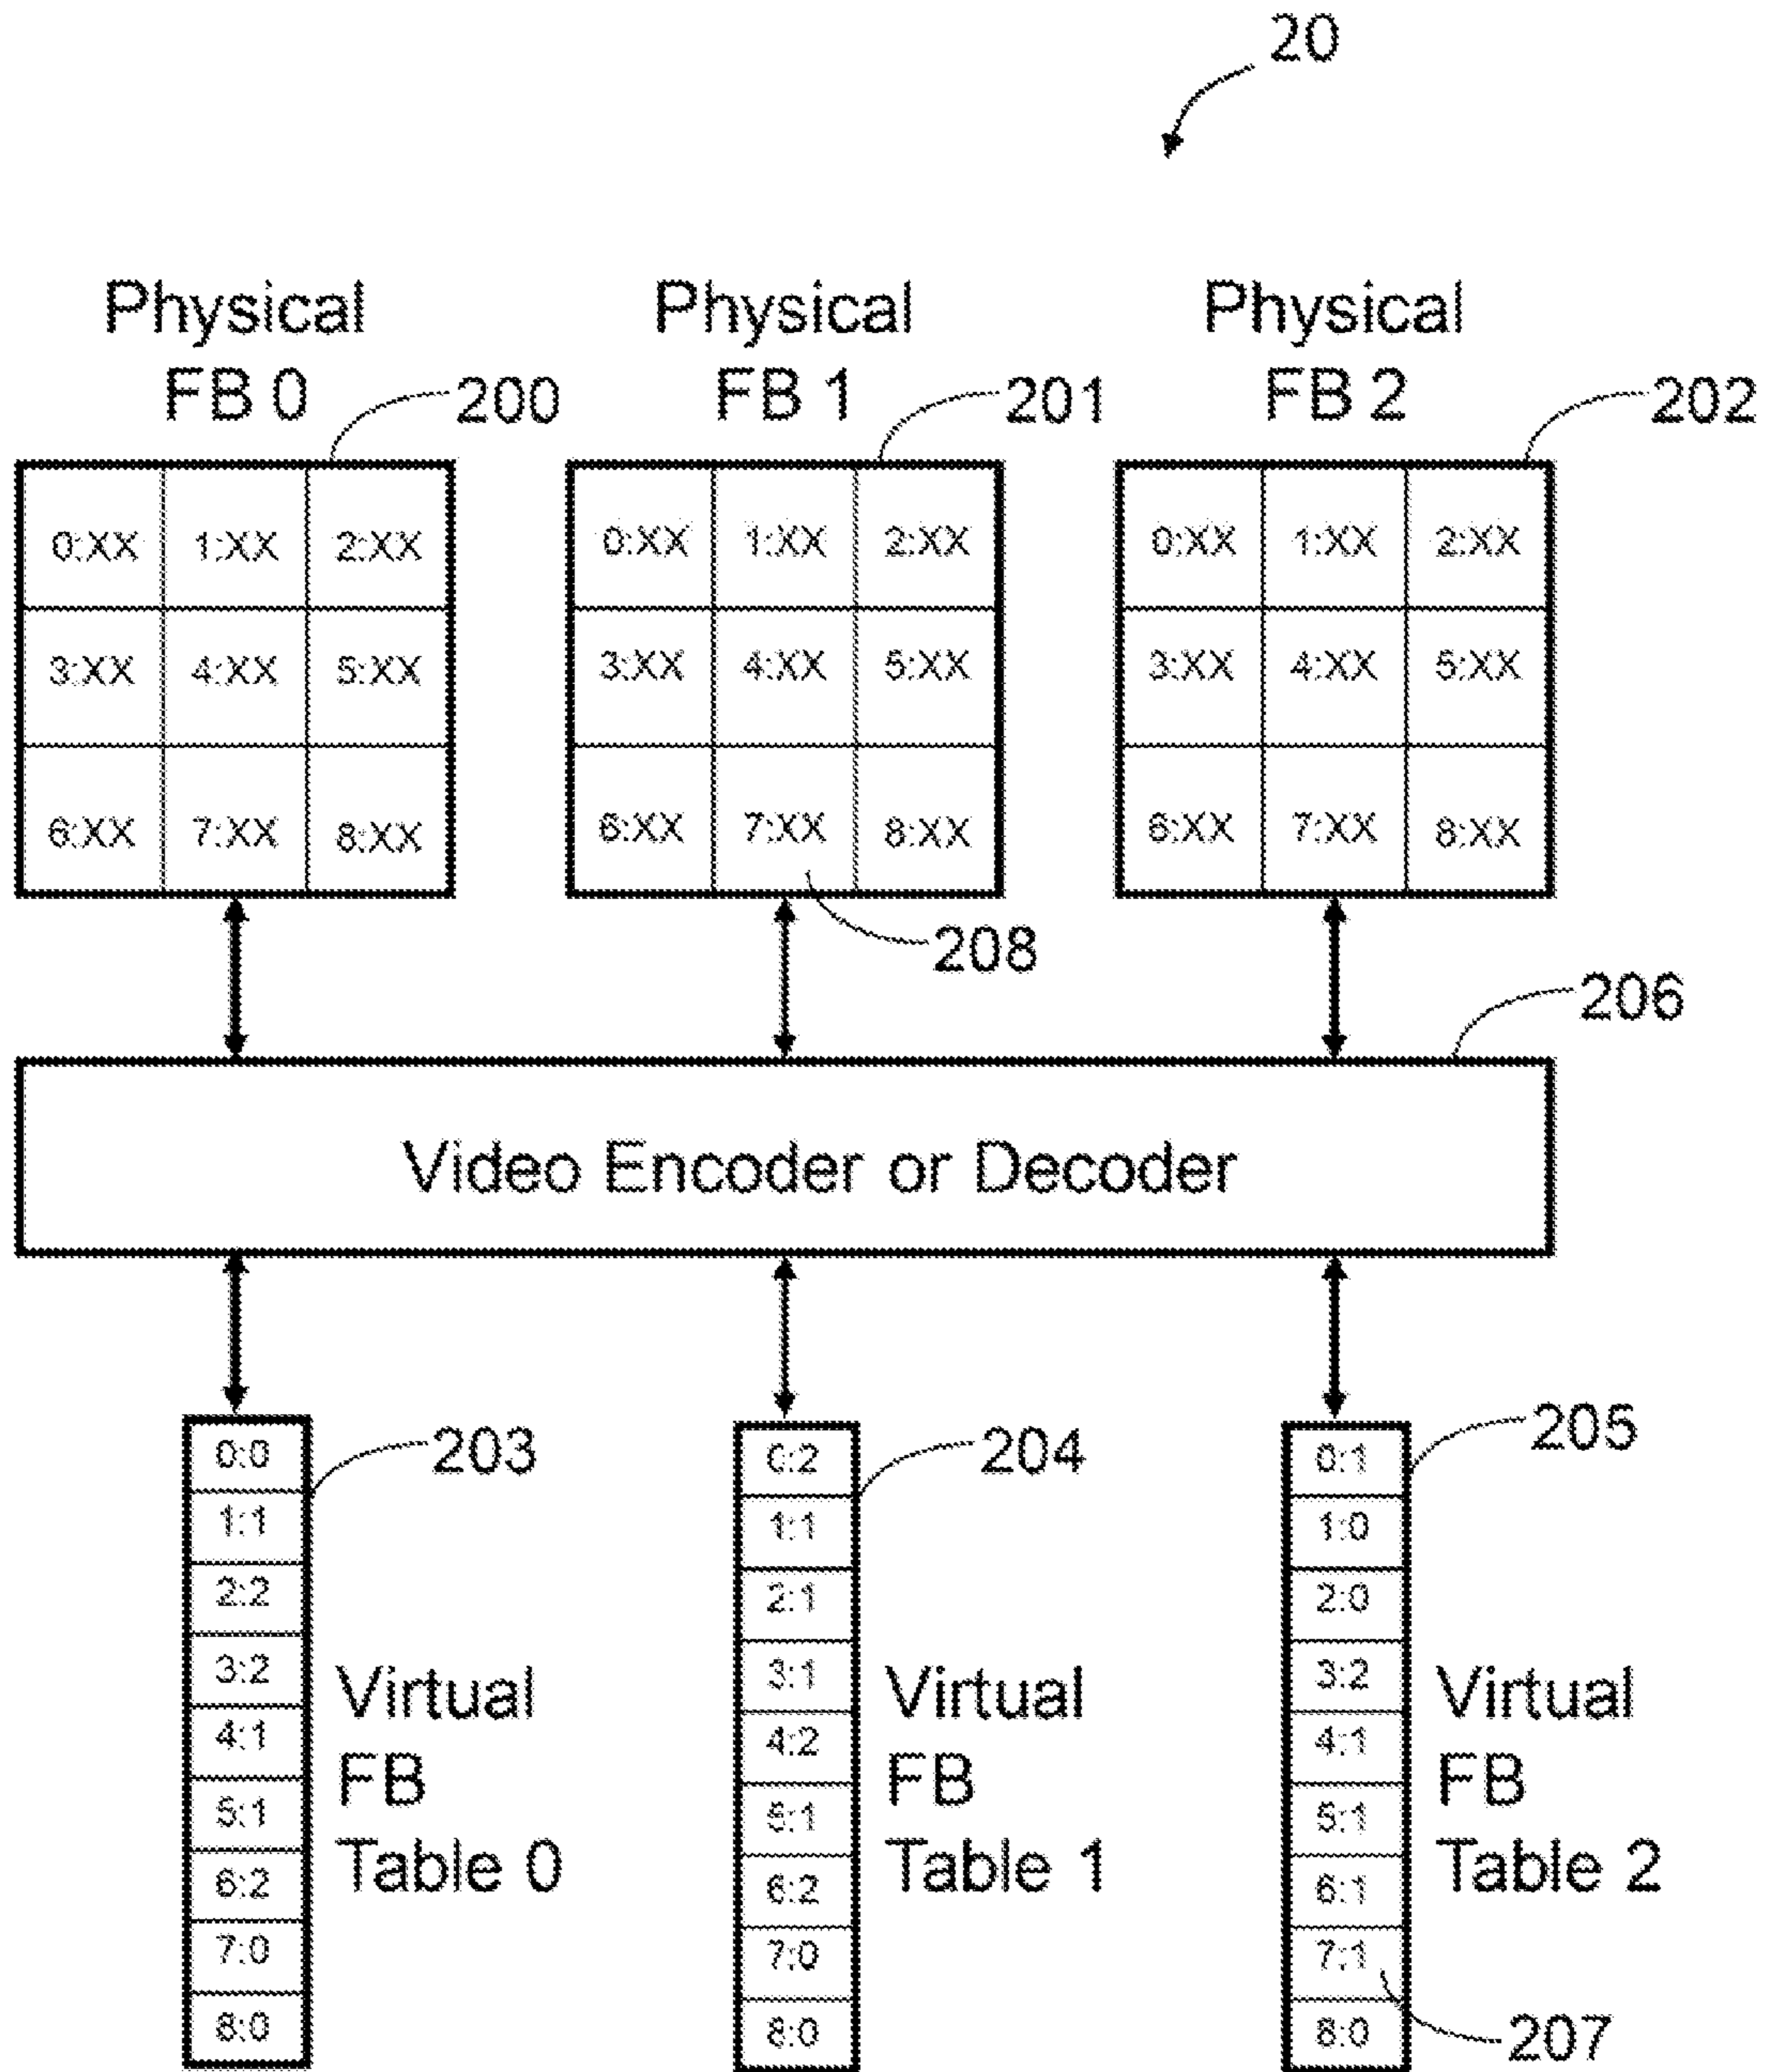 20
Physical FB 0
200
Physical FB 1
201
Physical FB 2
202
0:XX 1:XX 2:XX
3:XX 4:XX 5:XX
6:XX 7:XX 8:XX
0:XX 1:XX 2:XX
3:XX 4:XX 5:XX
6:XX 7:XX 8:XX
208
0:XX 1:XX 2:XX
3:XX 4:XX 5:XX
6:XX 7:XX 8:XX
206
Video Encoder or Decoder
203
0:0
1:1
2:2
3:2
4:1
5:1
6:2
7:0
8:0
Virtual
FB
Table 0
204
0:2
1:1
2:1
3:1
4:2
5:1
6:2
7:0
8:0
Virtual
FB
Table 1
205
0:1
1:0
2:0
3:2
4:1
5:1
6:1
7:1
8:0
Virtual
FB
Table 2
207